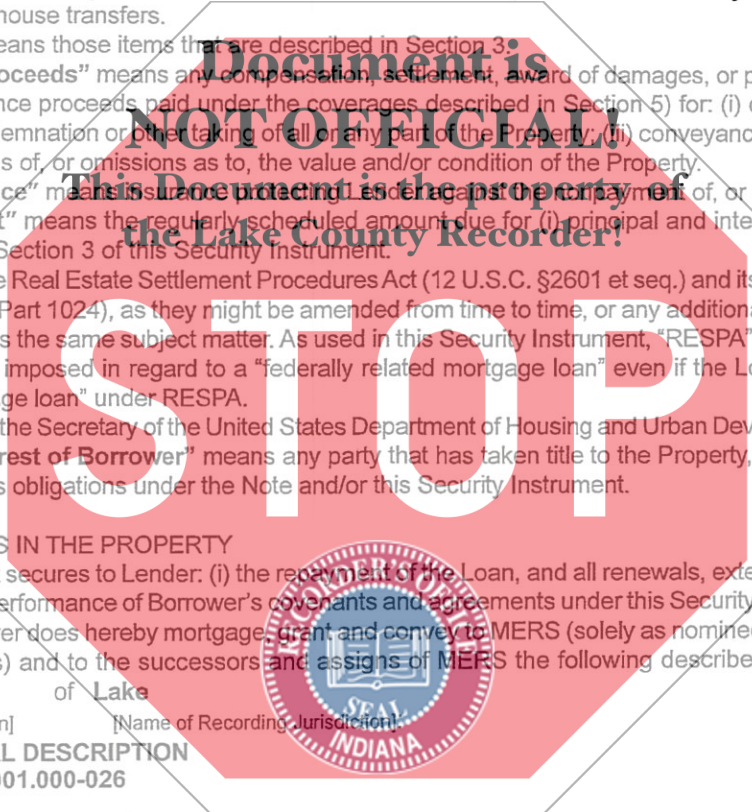 house transfers.
eans those items that are described in Section 3:
oceeds” means any compensation, settlement, award of damages, or p
nce proceeds paid under the coverages described in Section 5) for: (i)
demnation or other taking of all or any part of the Property; (iii) conveyanc
s of, or omissions as to, the value and/or condition of the Property.
ce” means insurance protecting Lender against the nonpayment of, or
t” means the regularly scheduled amount due for (i) principal and inte
Section 3 of this Security Instrument.
e Real Estate Settlement Procedures Act (12 U.S.C. §2601 et seq.) and its
Part 1024), as they might be amended from time to time, or any additiona
s the same subject matter. As used in this Security Instrument, “RESPA”
imposed in regard to a “federally related mortgage loan” even if the Lo
ge loan” under RESPA.
the Secretary of the United States Department of Housing and Urban Dev
rest of Borrower” means any party that has taken title to the Property,
s obligations under the Note and/or this Security Instrument.
S IN THE PROPERTY
secures to Lender: (i) the repayment of the Loan, and all renewals, exte
erformance of Borrower's covenants and agreements under this Security
er does hereby mortgage, grant and convey to MERS (solely as nomine
s) and to the successors and assigns of MERS the following describe
of Lake
n] [Name of Recording Jurisdiction].
L DESCRIPTION
001.000-026
Document is
NOT OFFICIAL!
This Document is the property of
the Lake County Recorder!
STOP
RECORDER'S OFFICE
SEAL
INDIANA